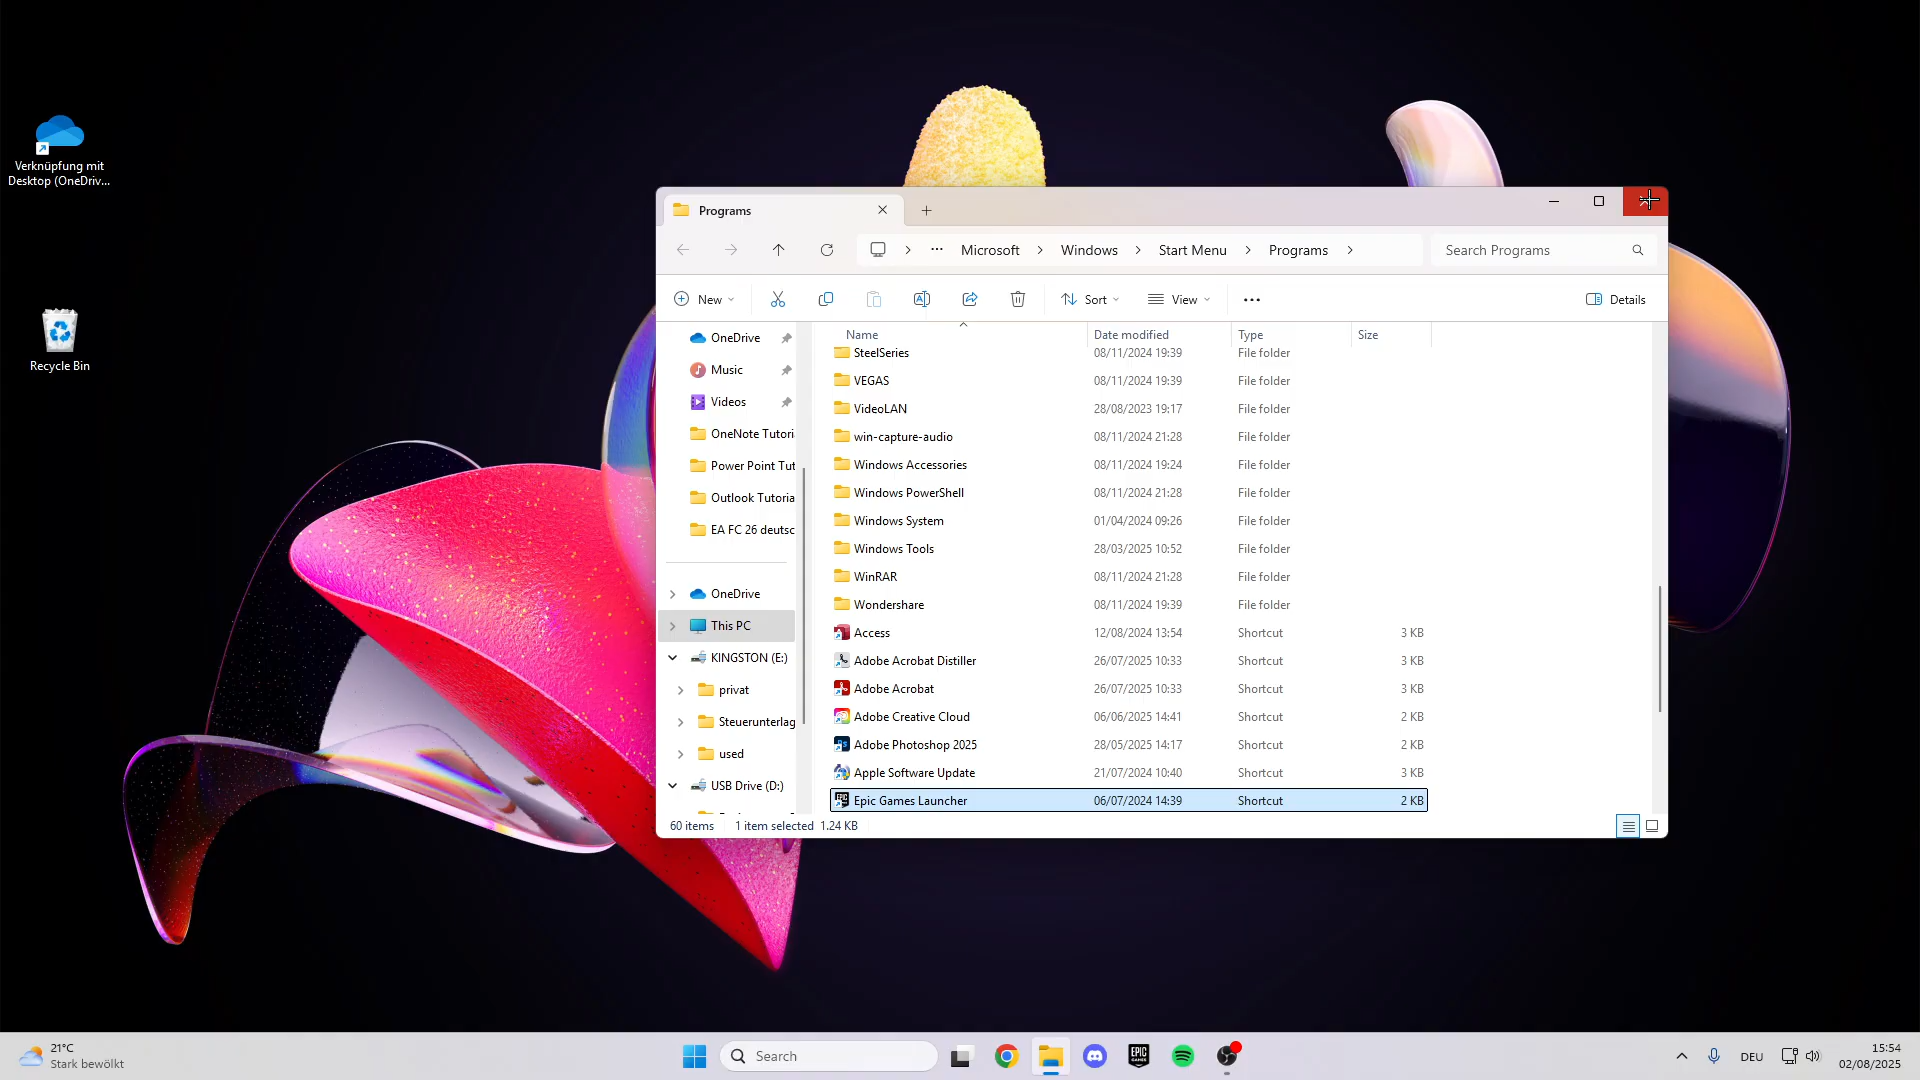 Verknüpfung mit
Desktop (OneDriv...
Recycle Bin
Programs
Microsoft
Windows
Start Menu
Programs
Search Programs
New
Sort
View
Details
OneDrive
Music
Videos
OneNote Tutori
Power Point Tut
Outlook Tutoria
EA FC 26 deutsc
OneDrive
This PC
KINGSTON (E:)
privat
Steuerunterlag
used
USB Drive (D:)
Name Date modified Type Size
SteelSeries 08/11/2024 19:39 File folder
VEGAS 08/11/2024 19:39 File folder
VideoLAN 28/08/2023 19:17 File folder
win-capture-audio 08/11/2024 21:28 File folder
Windows Accessories 08/11/2024 19:24 File folder
Windows PowerShell 08/11/2024 21:28 File folder
Windows System 01/04/2024 09:26 File folder
Windows Tools 28/03/2025 10:52 File folder
WinRAR 08/11/2024 21:28 File folder
Wondershare 08/11/2024 19:39 File folder
Access 12/08/2024 13:54 Shortcut 3 KB
Adobe Acrobat Distiller 26/07/2025 10:33 Shortcut 3 KB
Adobe Acrobat 26/07/2025 10:33 Shortcut 3 KB
Adobe Creative Cloud 06/06/2025 14:41 Shortcut 2 KB
Adobe Photoshop 2025 28/05/2025 14:17 Shortcut 2 KB
Apple Software Update 21/07/2024 10:40 Shortcut 3 KB
Epic Games Launcher 06/07/2024 14:39 Shortcut 2 KB
60 items 1 item selected 1.24 KB
21°C
Stark bewölkt
Search
EPIC
GAMES
DEU
15:54
02/08/2025